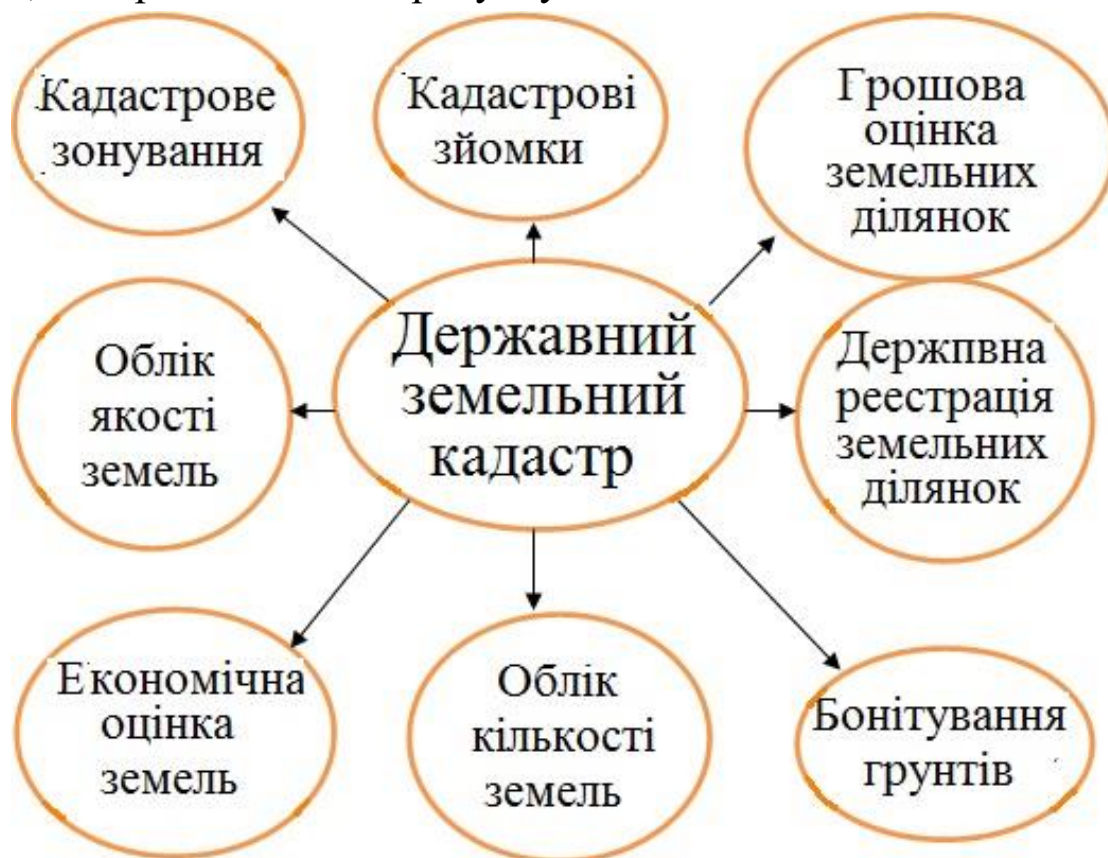 Кадастрове
зонування
Кадастрові
зйомки
Грошова
оцінка
земельних
ділянок
Державний
земельний
кадастр
Облік
якості
земель
Держпвна
реестрація
земельних
ділянок
Економічна
оцінка
земель
Облік
кількості
земель
Бонітування
грунтів